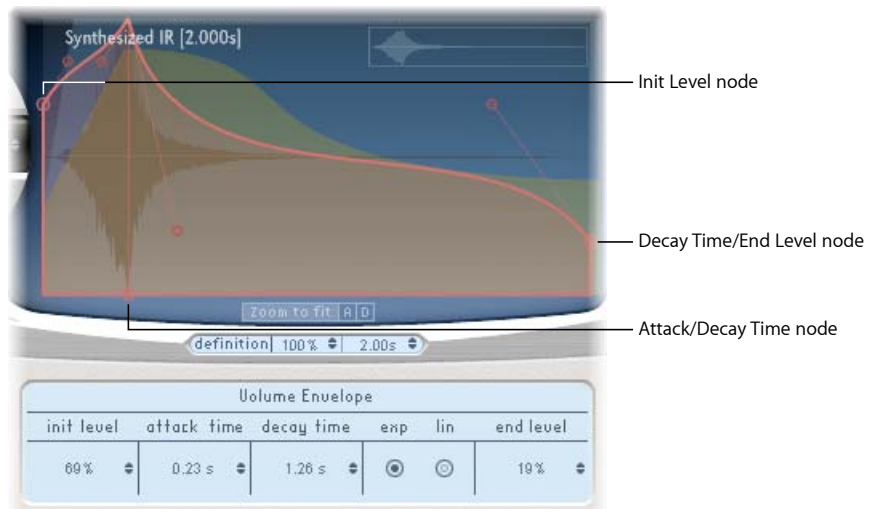 Synthesized IR [2.000s]
Init Level node
Decay Time/End Level node
Zoom to fit A D
Attack/Decay Time node
definition 100% 2.00s
Volume Envelope
init level attack time decay time exp lin end level
69% 0.23 s 1.26 s 19%